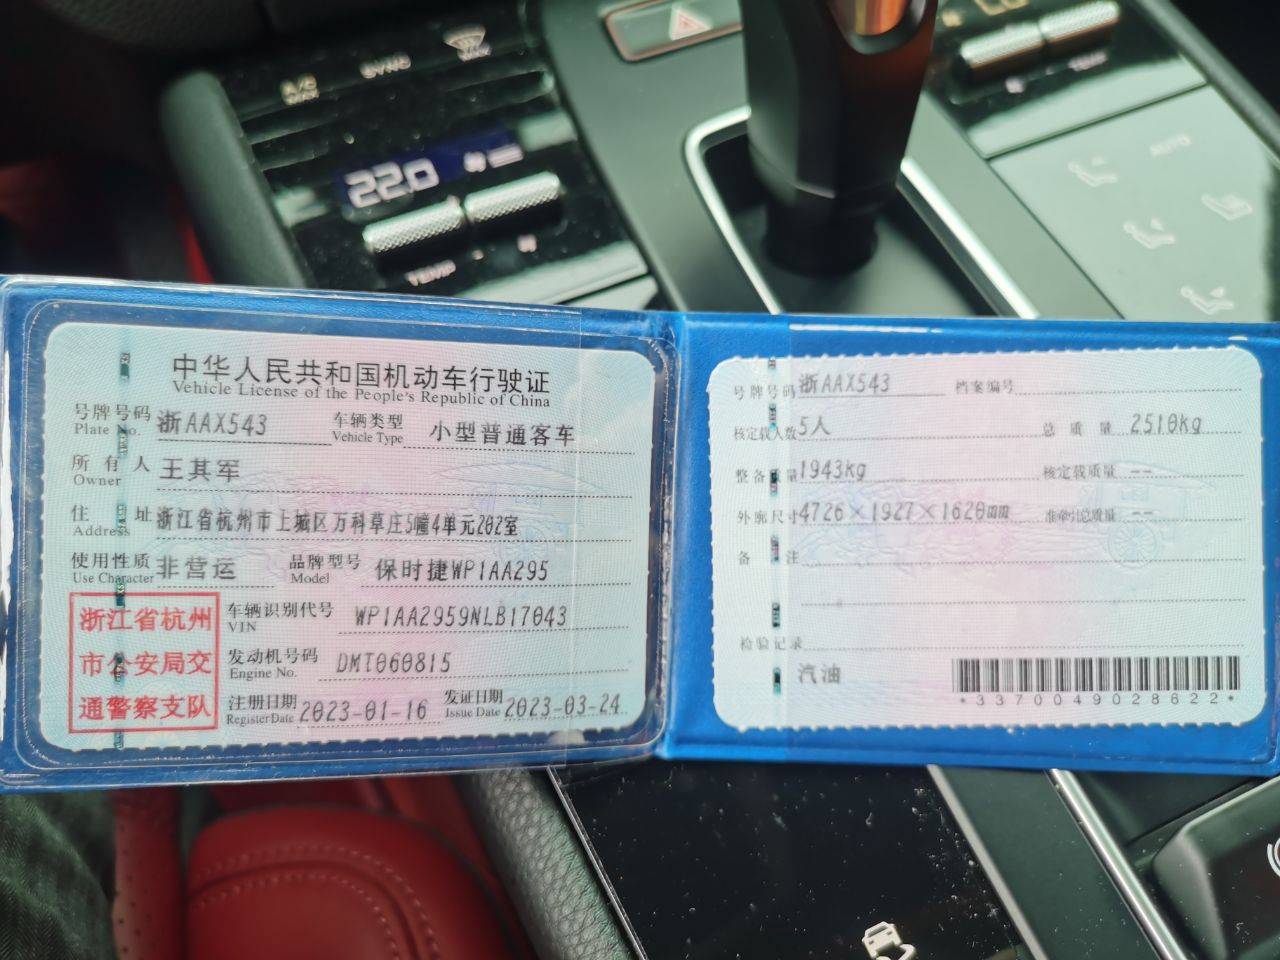 A/C
MAX
SYNC
22.0
TEMP
AUTO
中华人民共和国机动车行驶证
Vehicle License of the People's Republic of China
号牌号码 浙AAX543 车辆类型 小型普通客车
Plate No. Vehicle Type
所有人 王其军
Owner
住址 浙江省杭州市上城区万科草庄5幢4单元202室
Address
使用性质 非营运 品牌型号 保时捷WP1AA295
Use Character Model
浙江省杭州
市公安局交
通警察支队
车辆识别代号 WP1AA2959NLB17043
VIN
发动机号码 DMT060815
Engine No.
注册日期 2023-01-16 发证日期 2023-03-24
Register Date Issue Date
号牌号码 浙AAX543 档案编号
核定载人数 5人 总质量 2510kg
整备质量 1943kg 核定载质量 --
外廓尺寸 4726×1927×1620mm 准牵引总质量 --
备注
检验记录
汽油
*3370049028622*